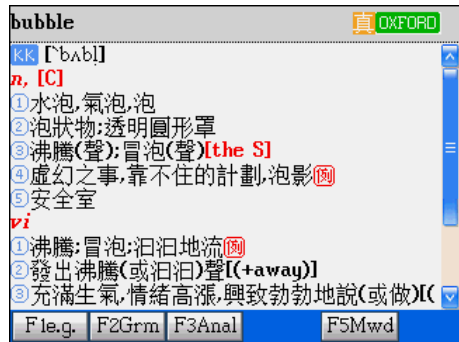 bubble 真 OXFORD
KK [`bʌbl̩]
n, [C]
①水泡,氣泡,泡
②泡狀物;透明圓形罩
③沸騰(聲);冒泡(聲)[the S]
④虛幻之事,靠不住的計劃,泡影例
⑤安全室
vi
①沸騰;冒泡;汩汩地流例
②發出沸騰(或汩汩)聲[(+away)]
③充滿生氣,情緒高漲,興致勃勃地說(或做)[(
F1e.g. F2Grm F3Anal F5Mwd